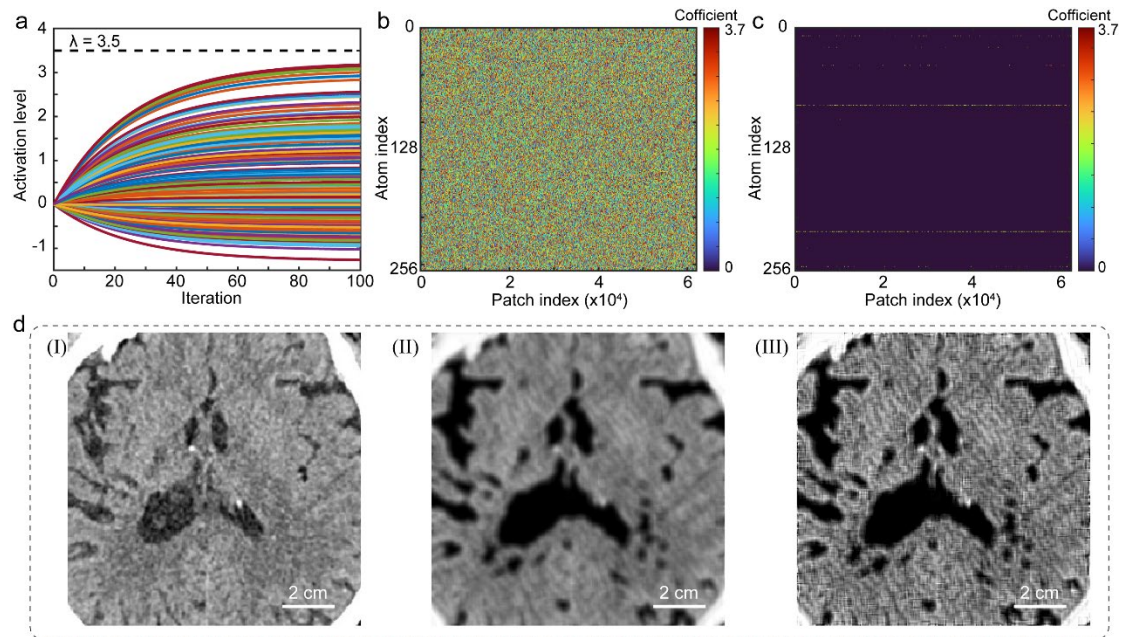 a
4
3
2
1
0
-1
λ = 3.5
Activation level
0 20 40 60 80 100
Iteration
b
Cofficient
3.7
0
0
128
256
Atom index
2 4 6
Patch index (x10⁴)
c
Cofficient
3.7
0
0
128
256
Atom index
2 4 6
Patch index (x10⁴)
d
(I)
2 cm
(II)
2 cm
(III)
2 cm